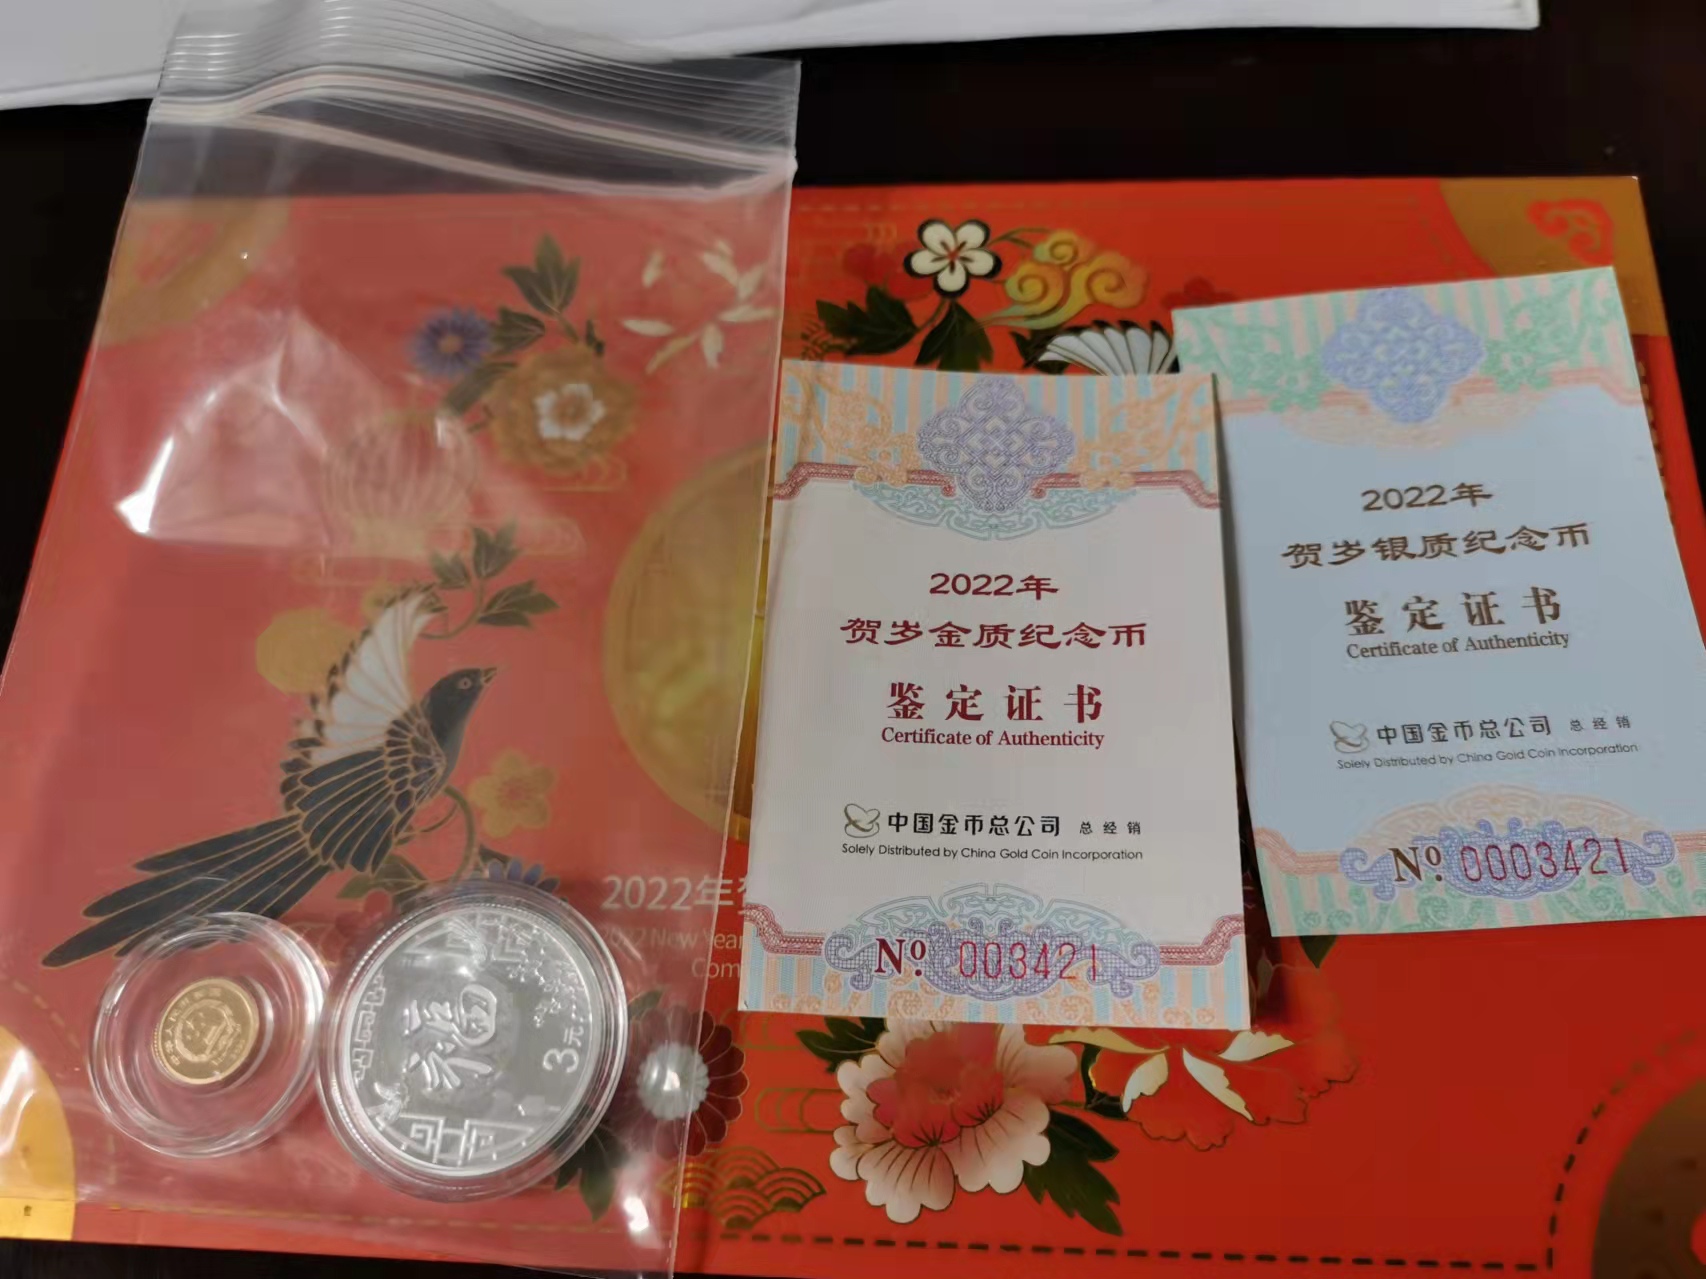 2022年
贺岁金质纪念币
鉴定证书
Certificate of Authenticity
中国金币总公司 总经销
Solely Distributed by China Gold Coin Incorporation
No 003421
2022年
贺岁银质纪念币
鉴定证书
Certificate of Authenticity
中国金币总公司 总经销
Solely Distributed by China Gold Coin Incorporation
No 0003421
2022年
2022 New Year
Com
福
3元